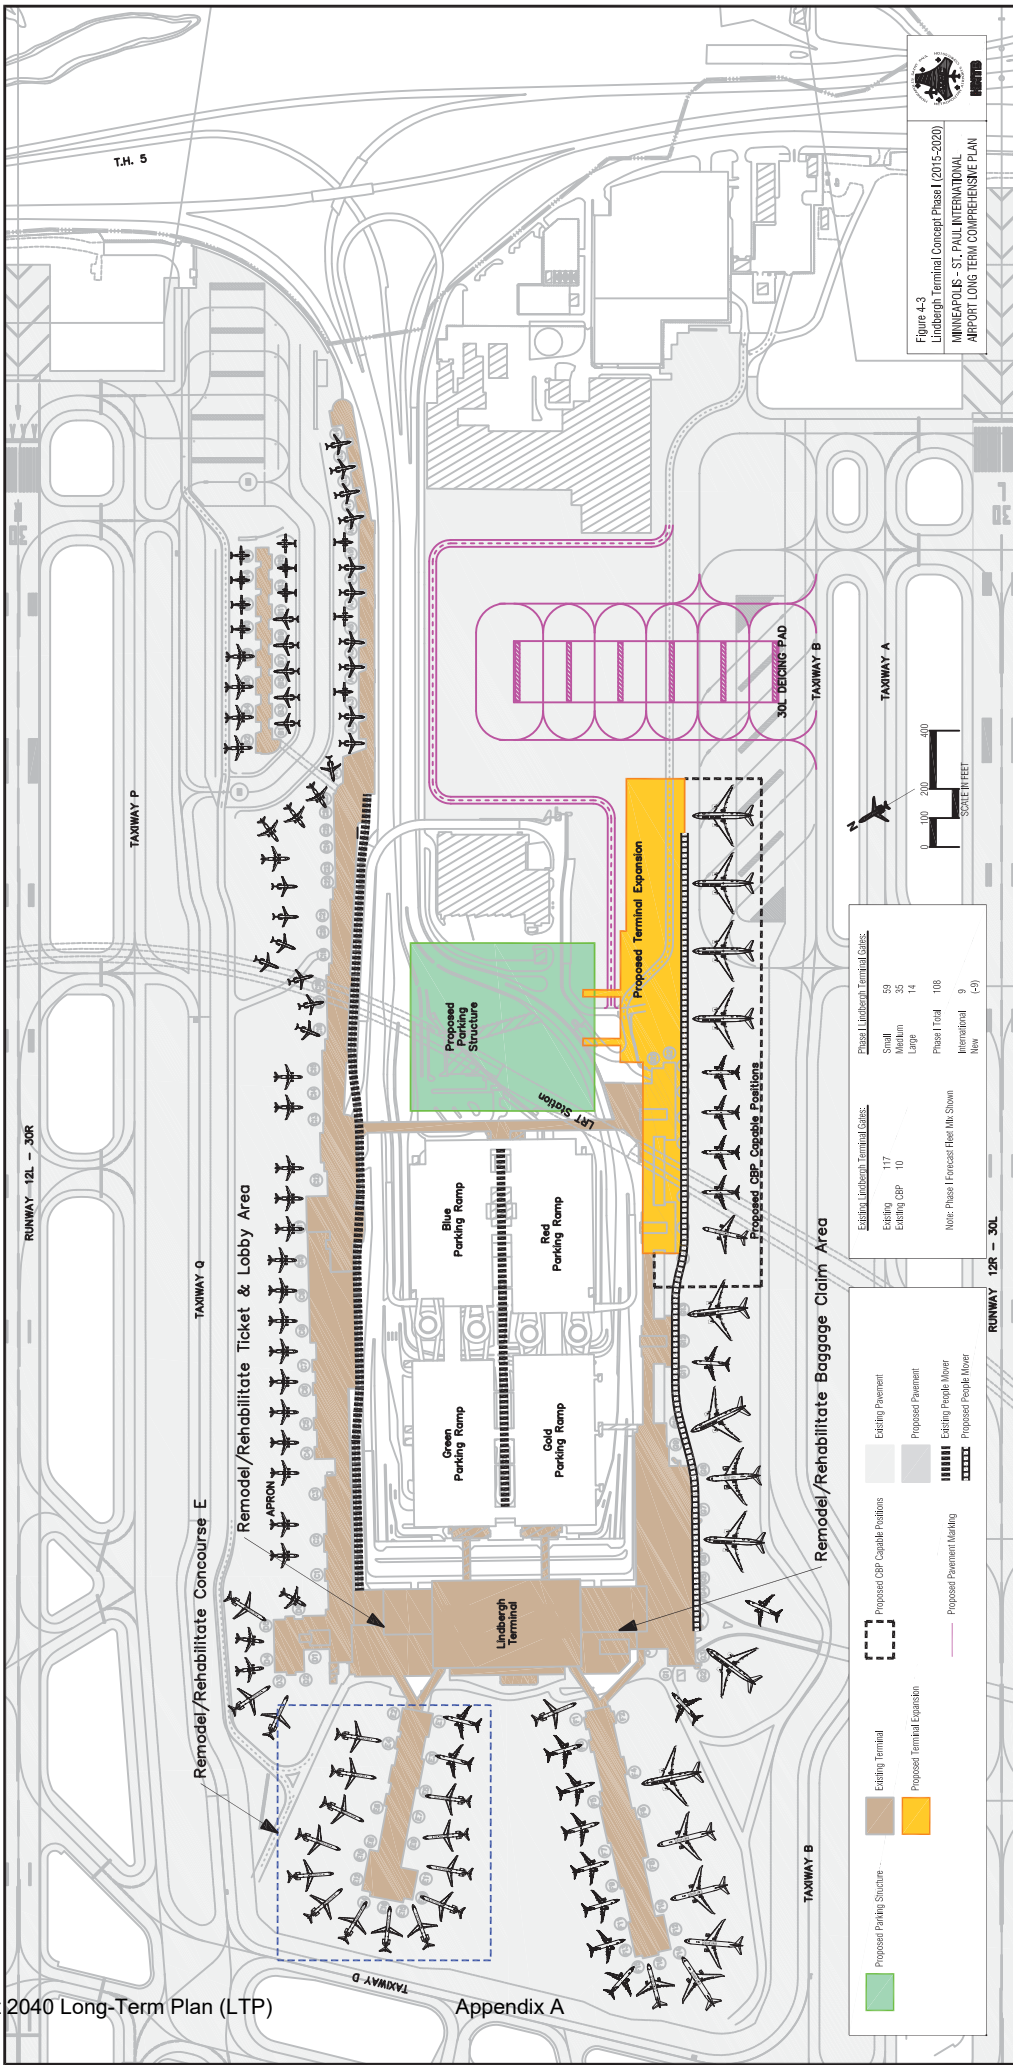 T.H. 5
Figure 4-3
Lindbergh Terminal Concept Phase I (2015-2020)
MINNEAPOLIS - ST. PAUL INTERNATIONAL
AIRPORT LONG TERM COMPREHENSIVE PLAN
HNTB
30R
30L
RUNWAY 12L - 30R
TAXIWAY P
TAXIWAY Q
APRON
Remodel/Rehabilitate Concourse E
Remodel/Rehabilitate Ticket & Lobby Area
30L DEICING PAD
TAXIWAY B
TAXIWAY A
Proposed Terminal Expansion
Proposed
Parking
Structure
LRT Station
Proposed CBP Capable Positions
Blue
Parking Ramp
Red
Parking Ramp
Green
Parking Ramp
Gold
Parking Ramp
Lindbergh
Terminal
Remodel/Rehabilitate Baggage Claim Area
TAXIWAY D
TAXIWAY B
RUNWAY 12R - 30L
N
0 100 200 400
SCALE IN FEET
Existing Lindbergh Terminal Gates:
Existing 117
Existing CBP 10
Note: Phase I Forecast Fleet Mix Shown
Phase I Lindbergh Terminal Gates:
Small 59
Medium 35
Large 14
Phase I Total 108
International 9
New (-9)
Proposed Parking Structure
Existing Terminal
Proposed Terminal Expansion
Proposed CBP Capable Positions
Proposed Pavement Marking
Existing Pavement
Proposed Pavement
Existing People Mover
Proposed People Mover
2040 Long-Term Plan (LTP)
Appendix A